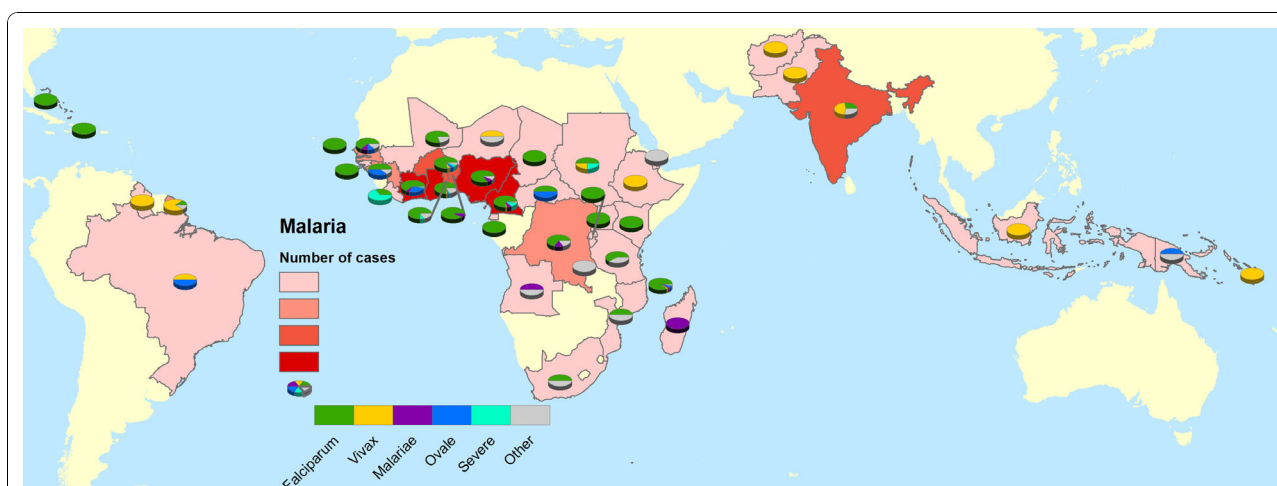 Malaria
Number of cases
Falciparum
Vivax
Malariae
Ovale
Severe
Other